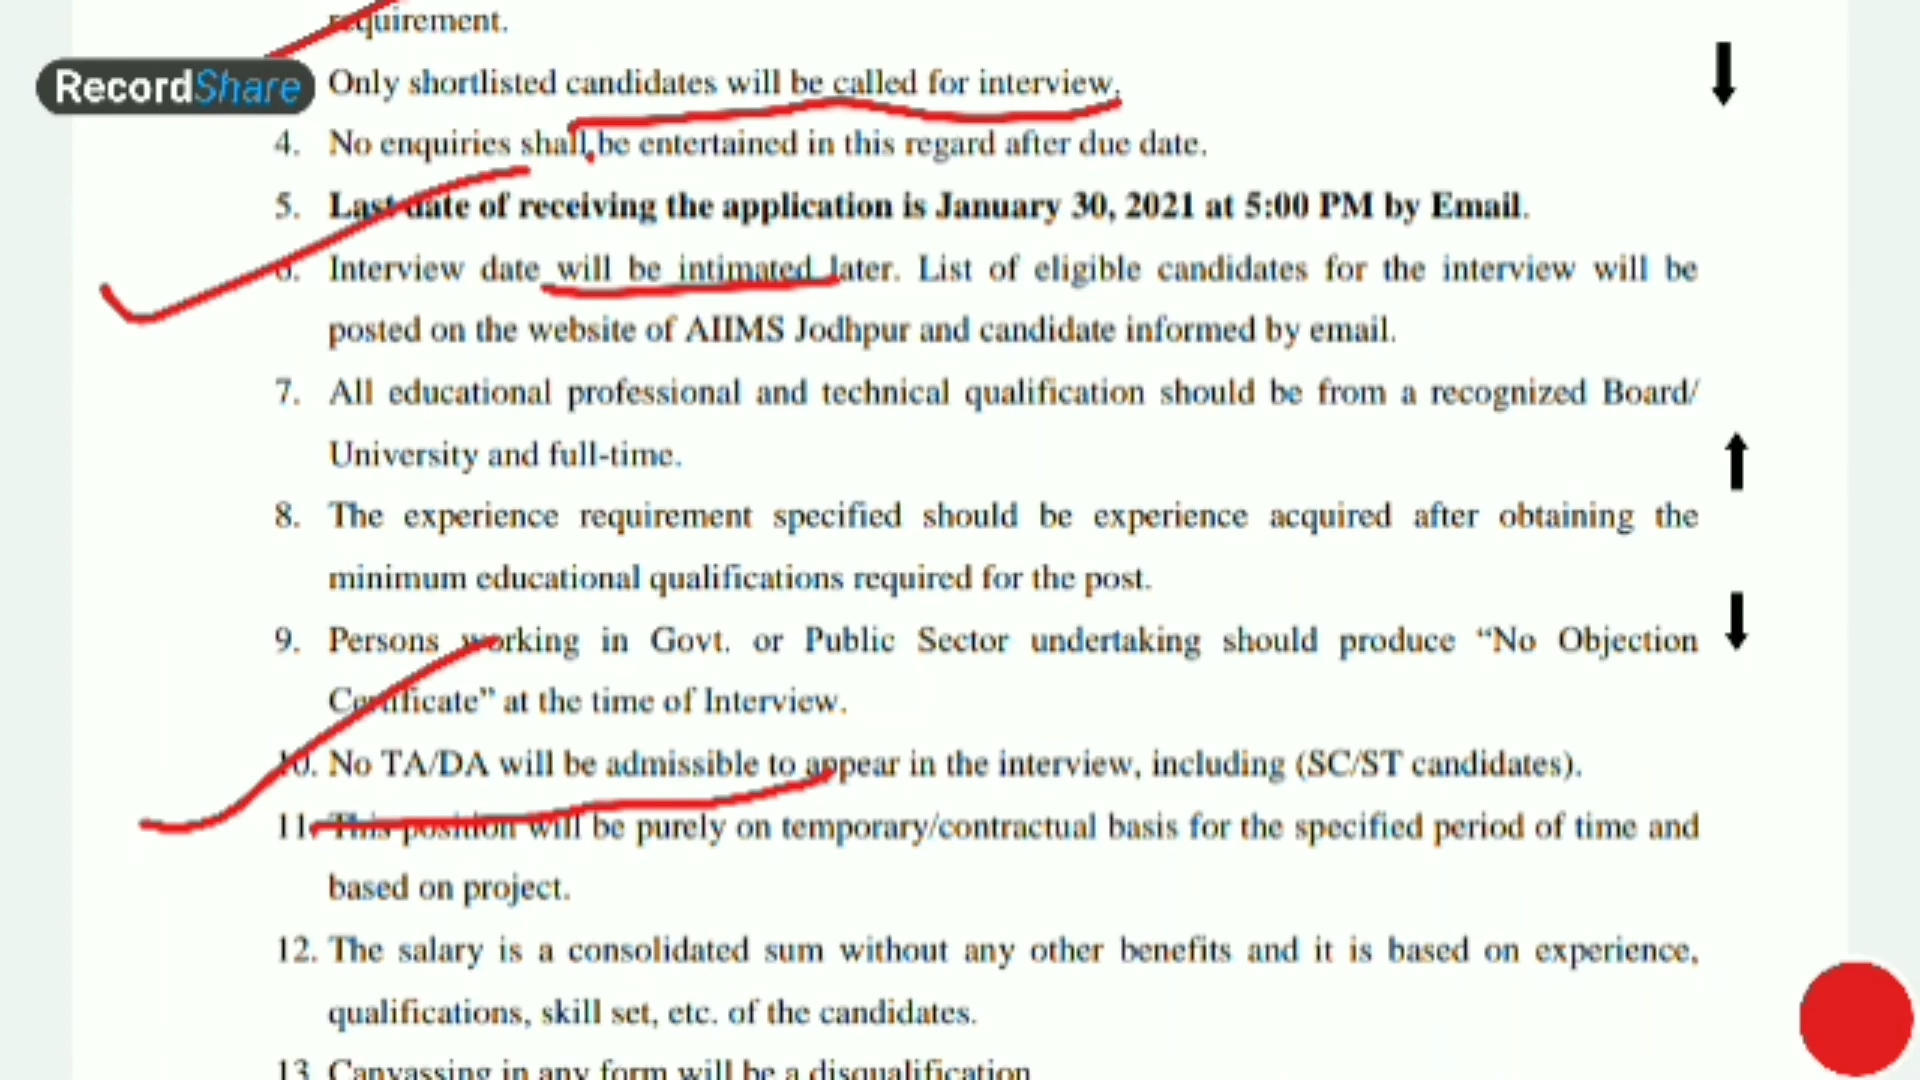 requirement.
RecordShare
Only shortlisted candidates will be called for interview.
4. No enquiries shall be entertained in this regard after due date.
5. Last date of receiving the application is January 30, 2021 at 5:00 PM by Email.
6. Interview date will be intimated later. List of eligible candidates for the interview will be
posted on the website of AIIMS Jodhpur and candidate informed by email.
7. All educational professional and technical qualification should be from a recognized Board/
University and full-time.
8. The experience requirement specified should be experience acquired after obtaining the
minimum educational qualifications required for the post.
9. Persons working in Govt. or Public Sector undertaking should produce “No Objection
Certificate” at the time of Interview.
10. No TA/DA will be admissible to appear in the interview, including (SC/ST candidates).
11. This position will be purely on temporary/contractual basis for the specified period of time and
based on project.
12. The salary is a consolidated sum without any other benefits and it is based on experience,
qualifications, skill set, etc. of the candidates.
13. Canvassing in any form will be a disqualification